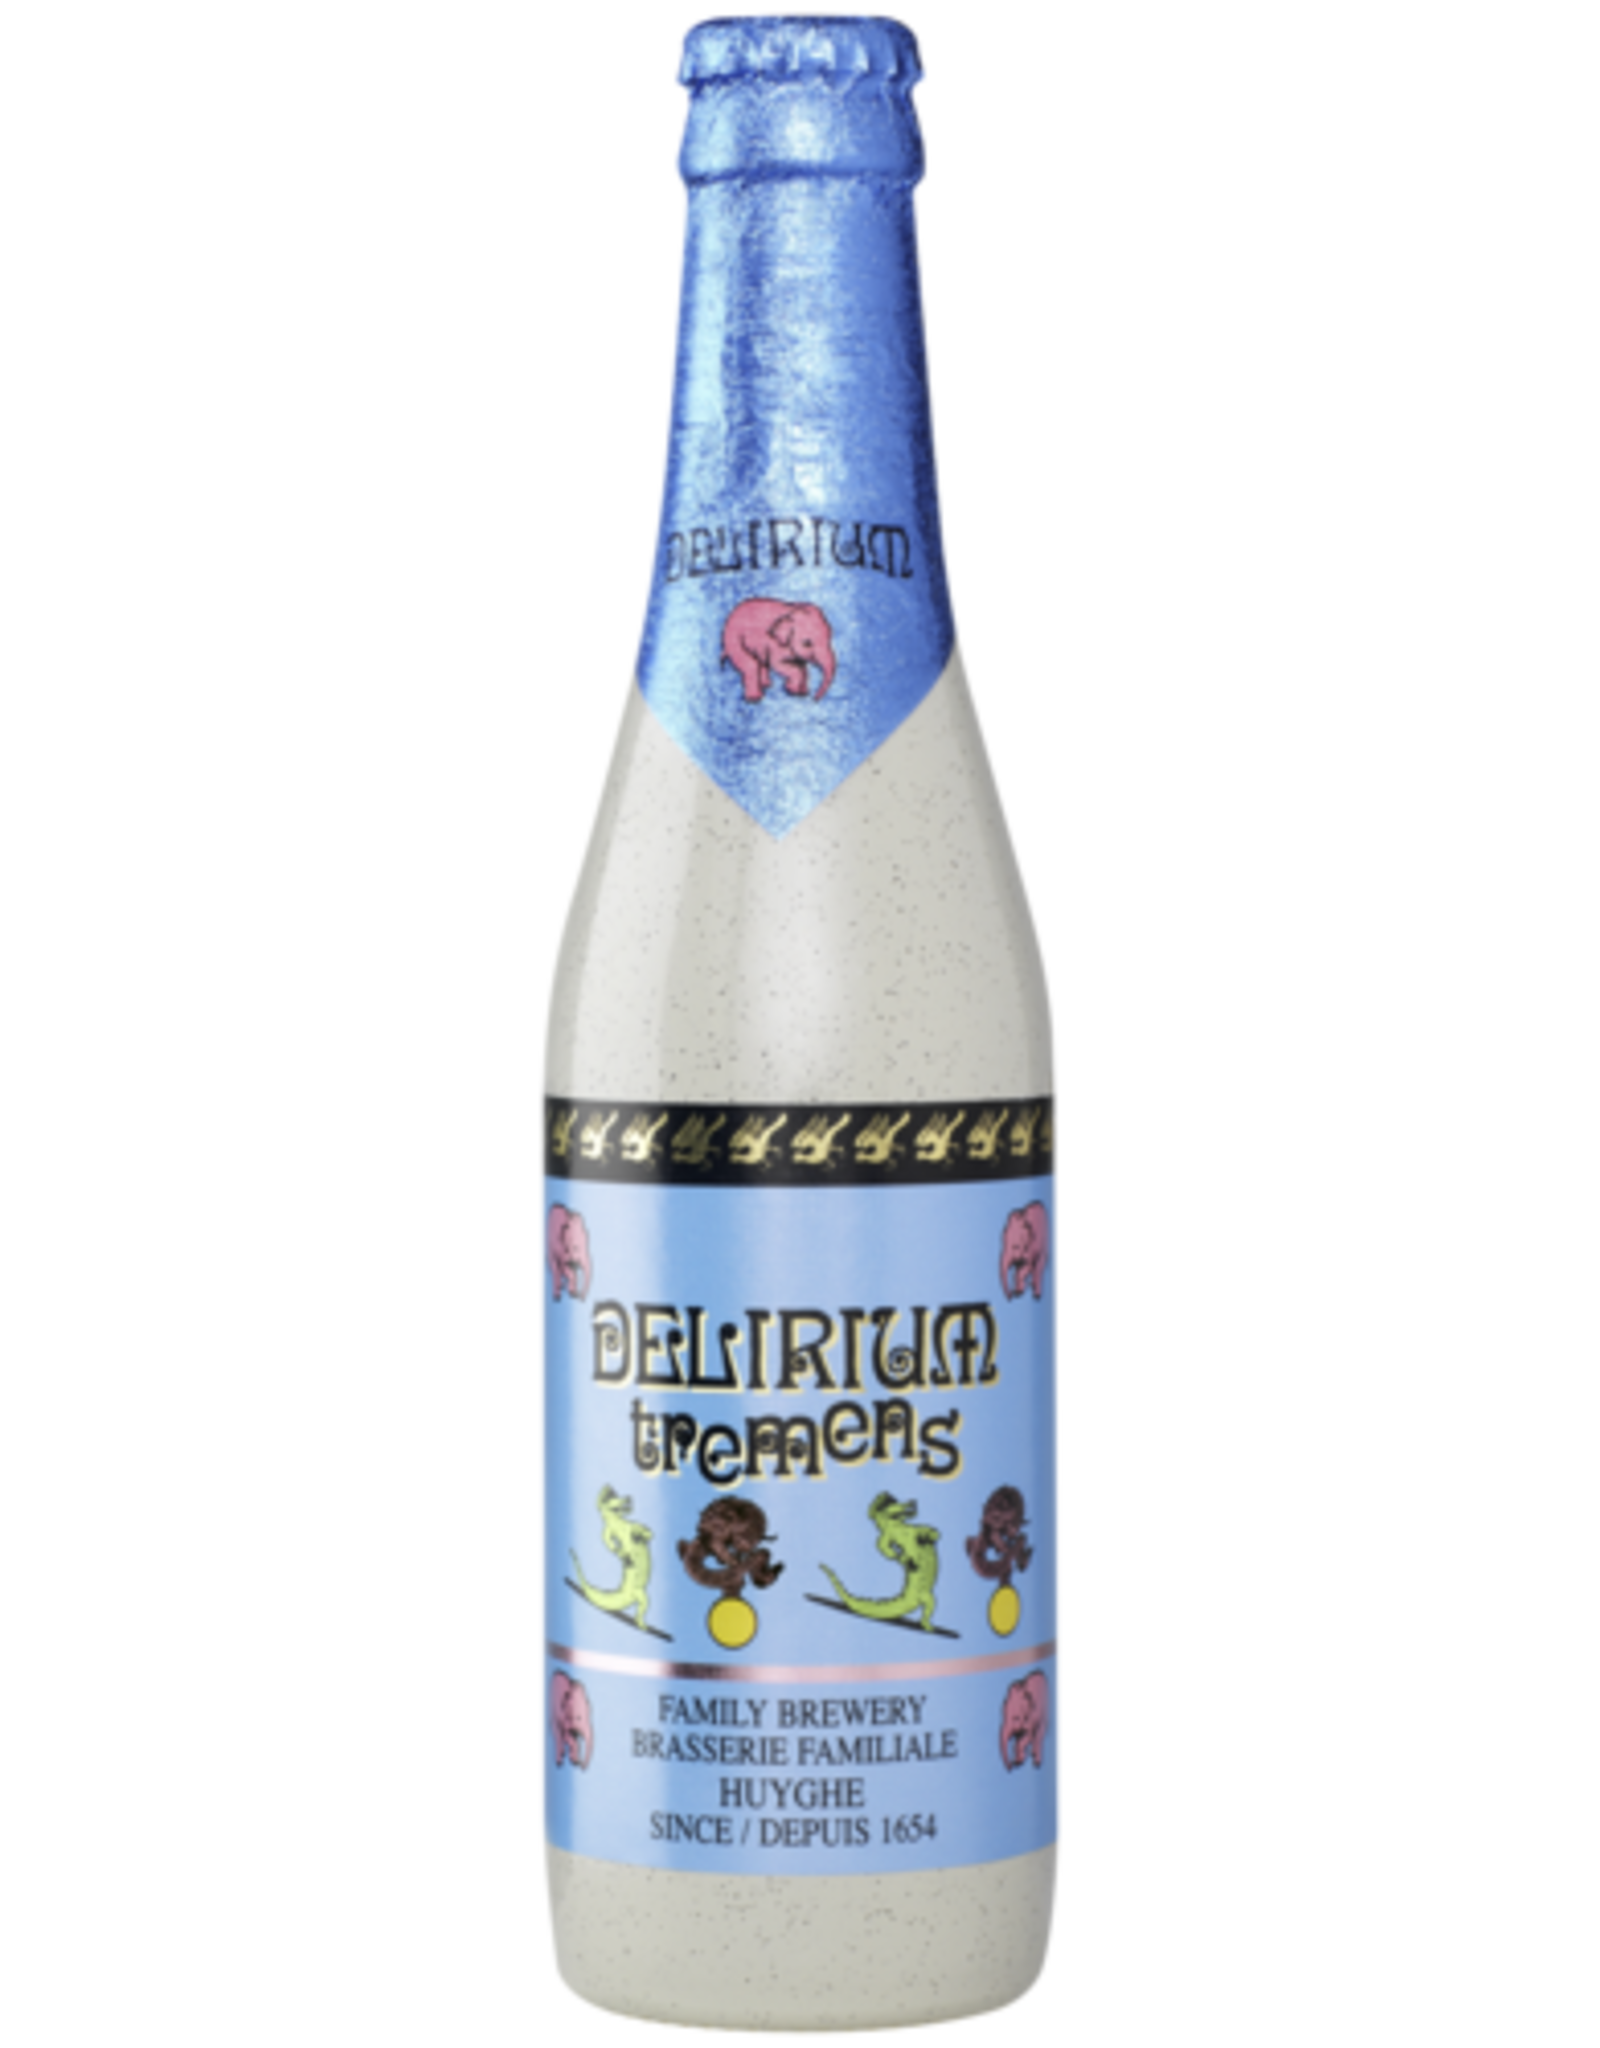 DELIRIUM
DELIRIUM
tremens
FAMILY BREWERY
BRASSERIE FAMILIALE
HUYGHE
SINCE / DEPUIS 1654